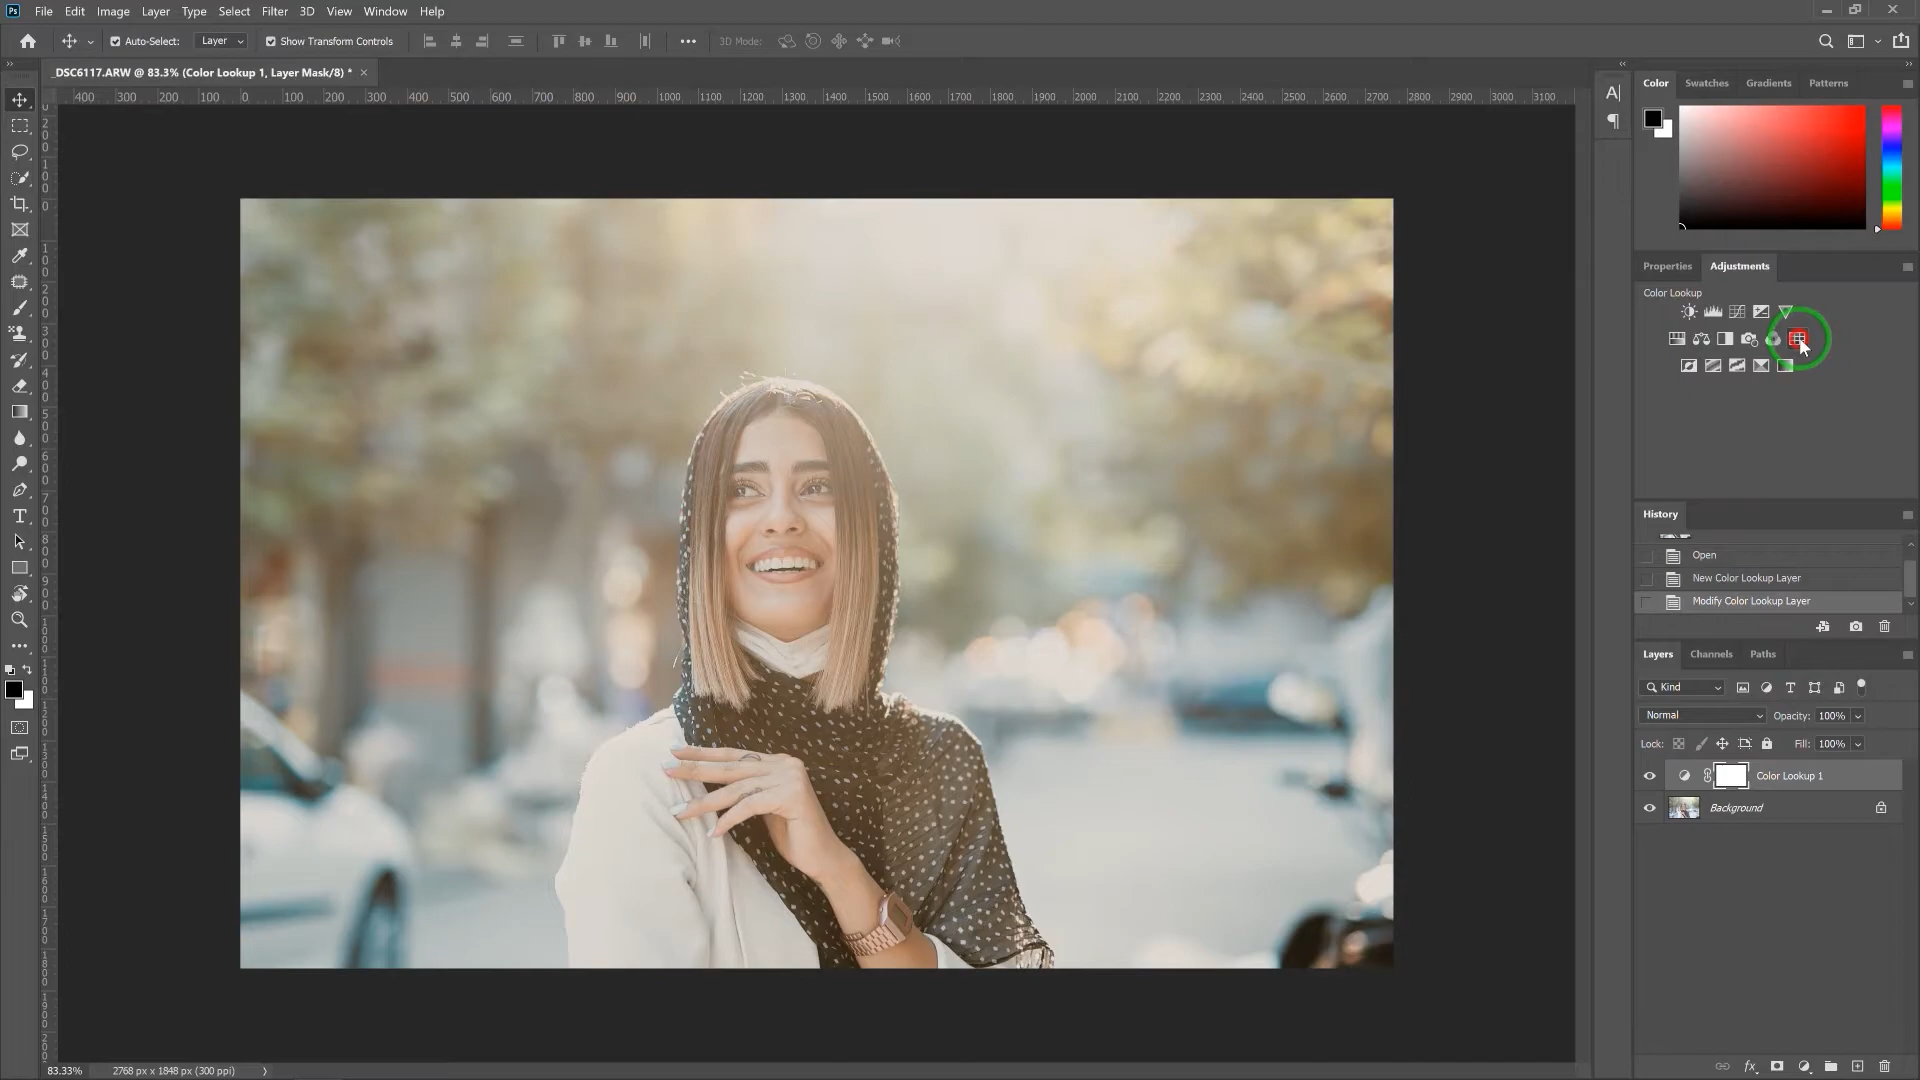 Ps File Edit Image Layer Type Select Filter 3D View Window Help
Auto-Select: Layer Show Transform Controls 3D Mode:
_DSC6117.ARW @ 83.3% (Color Lookup 1, Layer Mask/8) * ×
400 300 200 100 0 100 200 300 400 500 600 700 800 900 1000 1100 1200 1300 1400 1500 1600 1700 1800 1900 2000 2100 2200 2300 2400 2500 2600 2700 2800 2900 3000 3100
Color Swatches Gradients Patterns
Properties Adjustments
Color Lookup
History
Open
New Color Lookup Layer
Modify Color Lookup Layer
Layers Channels Paths
Kind
Normal Opacity: 100%
Lock: Fill: 100%
Color Lookup 1
Background
83.33% 2768 px x 1848 px (300 ppi)